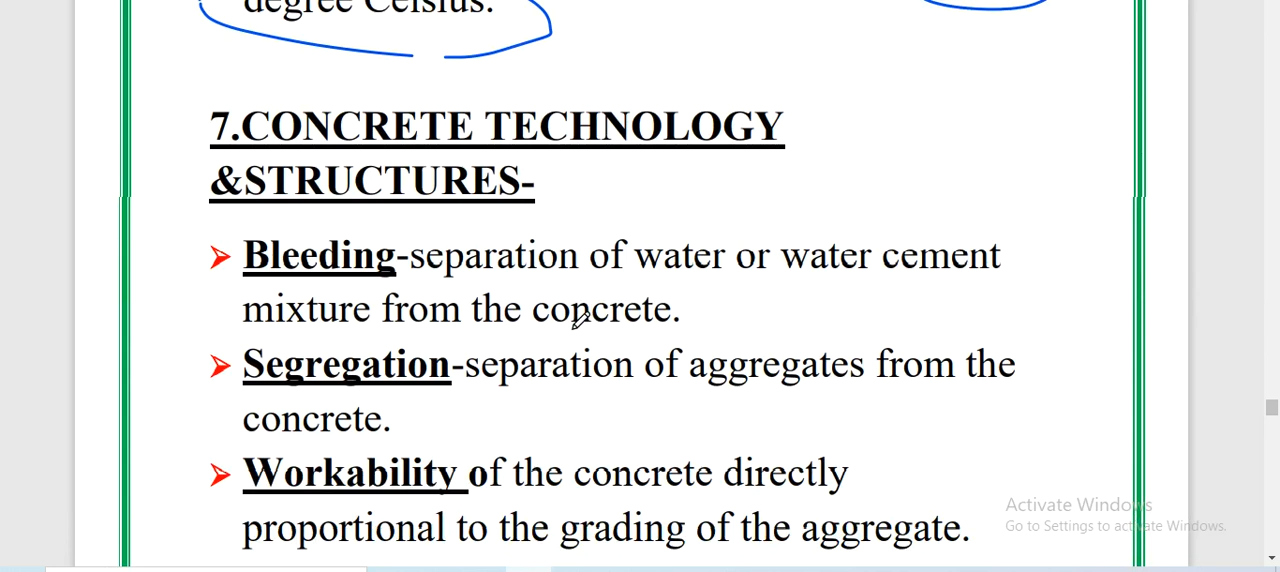 degree Celsius.
7.CONCRETE TECHNOLOGY
&STRUCTURES-
Bleeding-separation of water or water cement
mixture from the concrete.
Segregation-separation of aggregates from the
concrete.
Workability of the concrete directly
proportional to the grading of the aggregate.
Activate Windows
Go to Settings to activate Windows.